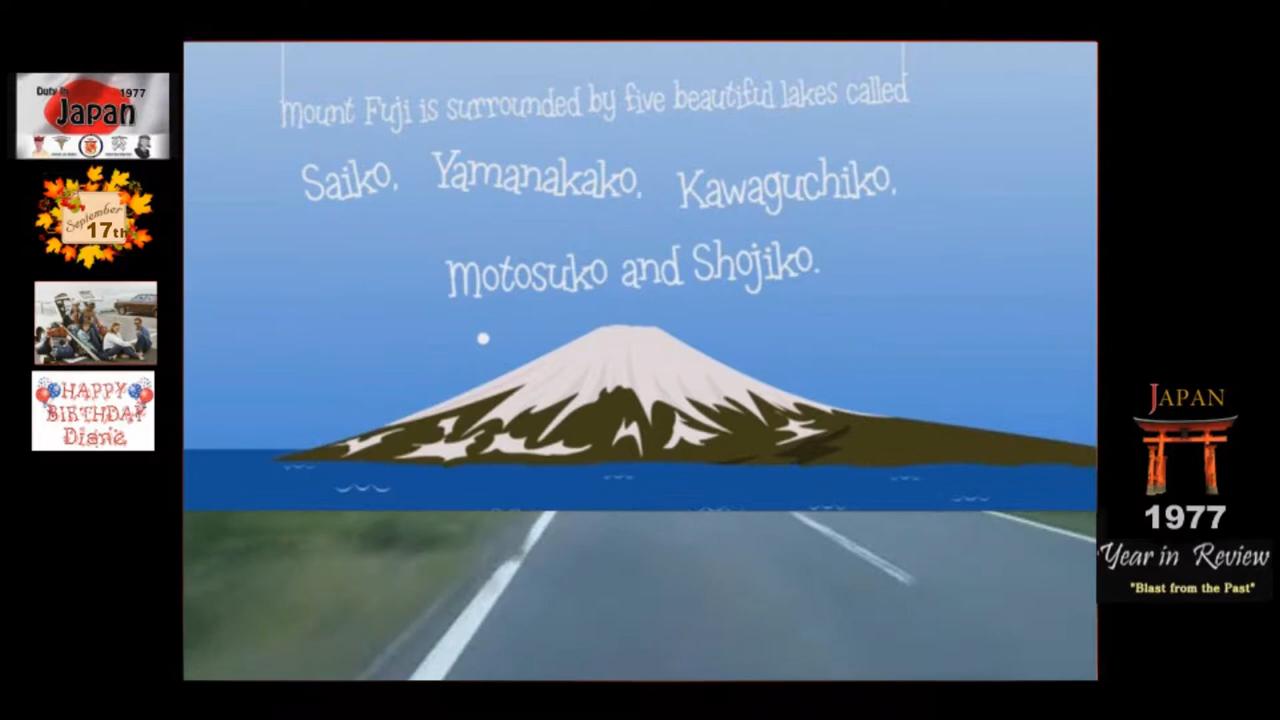 Mount Fuji is surrounded by five beautiful lakes called
Saiko, Yamanakako, Kawaguchiko,
Motosuko and Shojiko.
Duty in 1977
Japan
September
17th
HAPPY
BIRTHDAY
Diane
JAPAN
1977
Year in Review
"Blast from the Past"